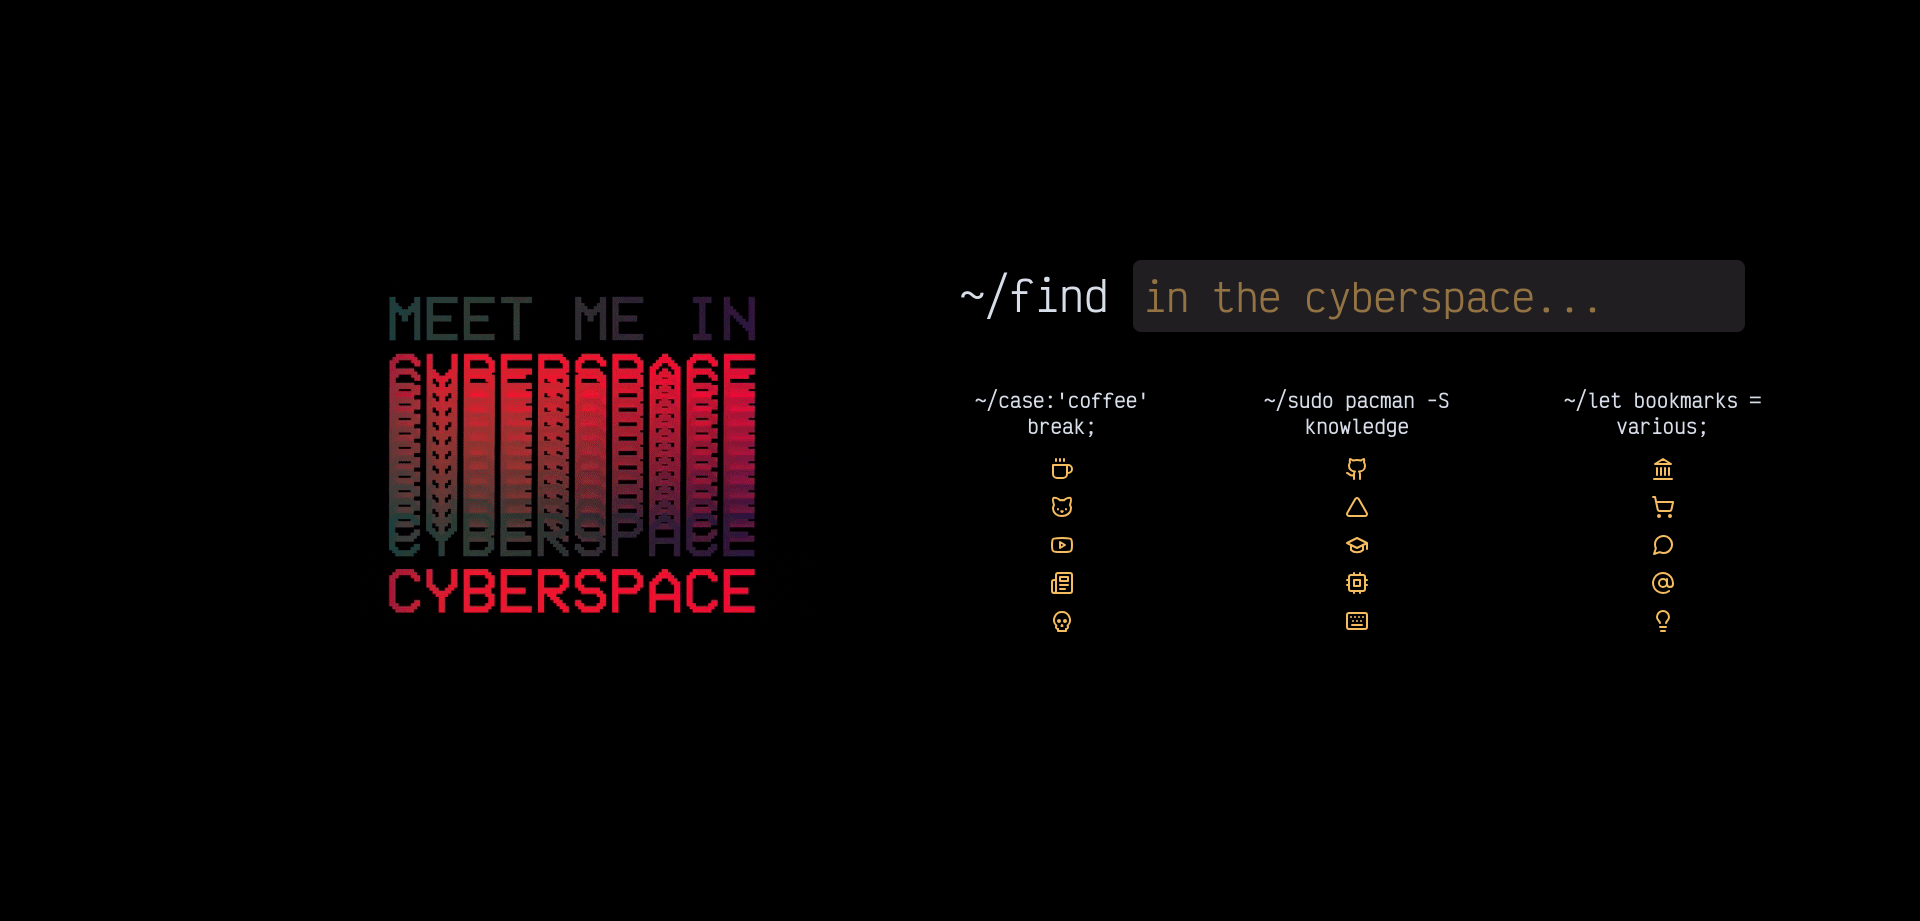 MEET ME IN
CYBERSPACE
CYBERSPACE
CYBERSPACE
~/find in the cyberspace...
~/case:'coffee'
break;
~/sudo pacman -S
knowledge
~/let bookmarks =
various;